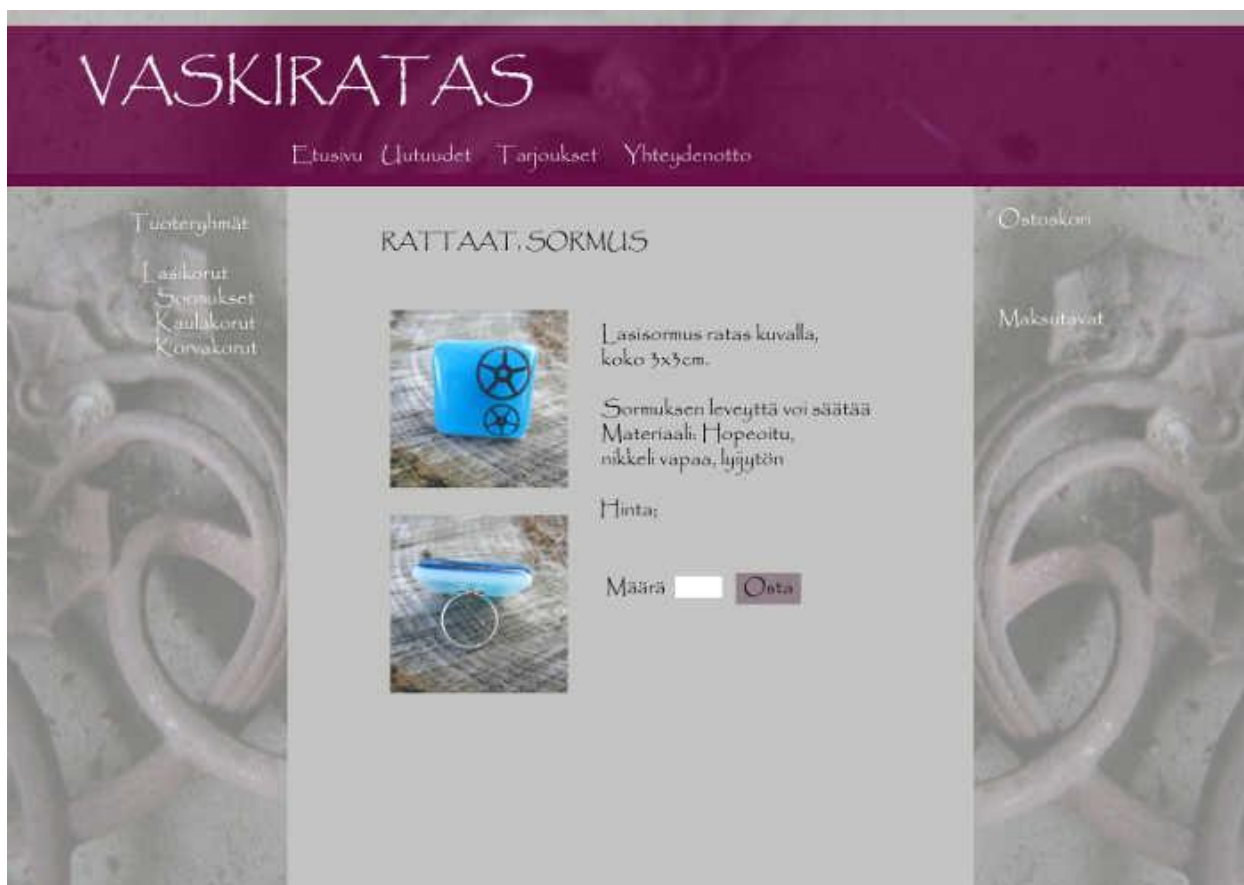 VASKIRATAS
Etusivu Uutuudet Tarjoukset Yhteydenotto
Tuoteryhmät
Lasikorut
Sormukset
Kaulakorut
Korvakorut
RATTAAT, SORMUS
Lasisormus ratas kuvalla,
koko 3x3cm.
Sormuksen leveyttä voi säätää
Materiaali: Hopeoitu,
nikkeli vapaa, lyijytön
Hinta;
Määrä
Osta
Ostoskori
Maksutavat